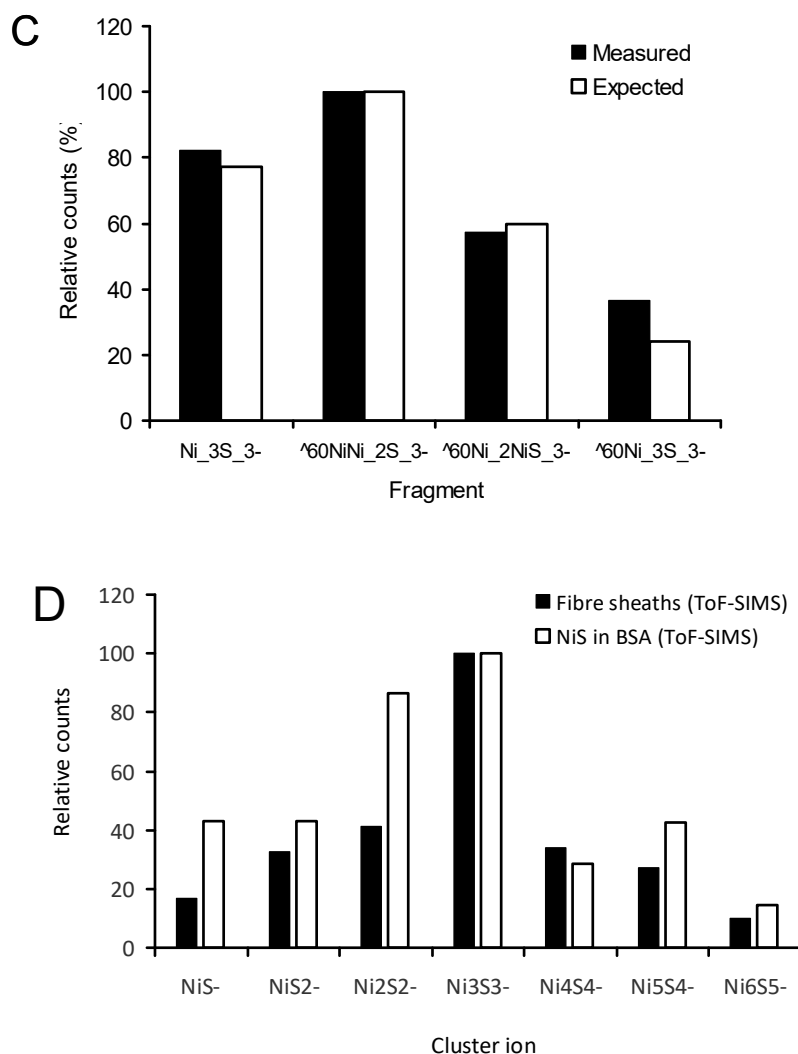 C
120
100
80
60
40
20
0
Relative counts (%)
Measured
Expected
Ni_3S_3- ^60NiNi_2S_3- ^60Ni_2NiS_3- ^60Ni_3S_3-
Fragment
D
120
100
80
60
40
20
0
Relative counts
Fibre sheaths (ToF-SIMS)
NiS in BSA (ToF-SIMS)
NiS- NiS2- Ni2S2- Ni3S3- Ni4S4- Ni5S4- Ni6S5-
Cluster ion